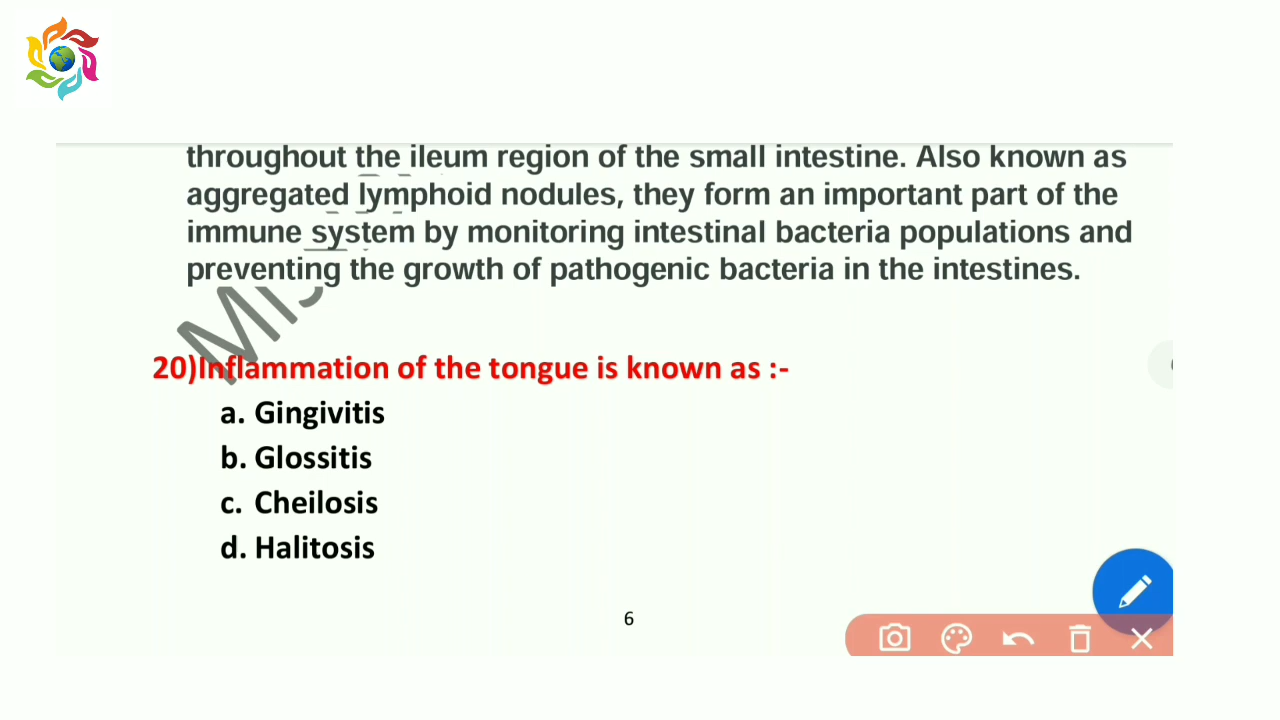 throughout the ileum region of the small intestine. Also known as
aggregated lymphoid nodules, they form an important part of the
immune system by monitoring intestinal bacteria populations and
preventing the growth of pathogenic bacteria in the intestines.
20)Inflammation of the tongue is known as :-
a. Gingivitis
b. Glossitis
c. Cheilosis
d. Halitosis
6